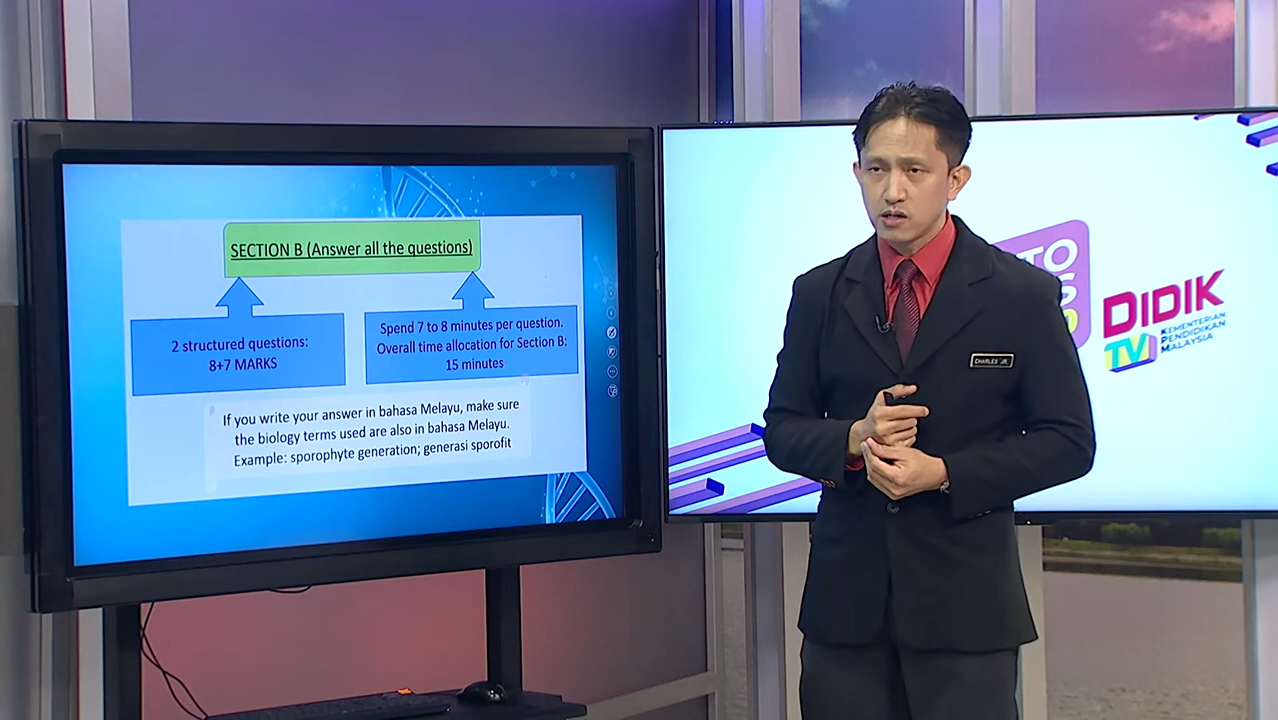 SECTION B (Answer all the questions)
2 structured questions:
8+7 MARKS
Spend 7 to 8 minutes per question.
Overall time allocation for Section B:
15 minutes
If you write your answer in bahasa Melayu, make sure
the biology terms used are also in bahasa Melayu.
Example: sporophyte generation; generasi sporofit
DIDIK
TV
KEMENTERIAN
PENDIDIKAN
MALAYSIA
CHARLES JR.